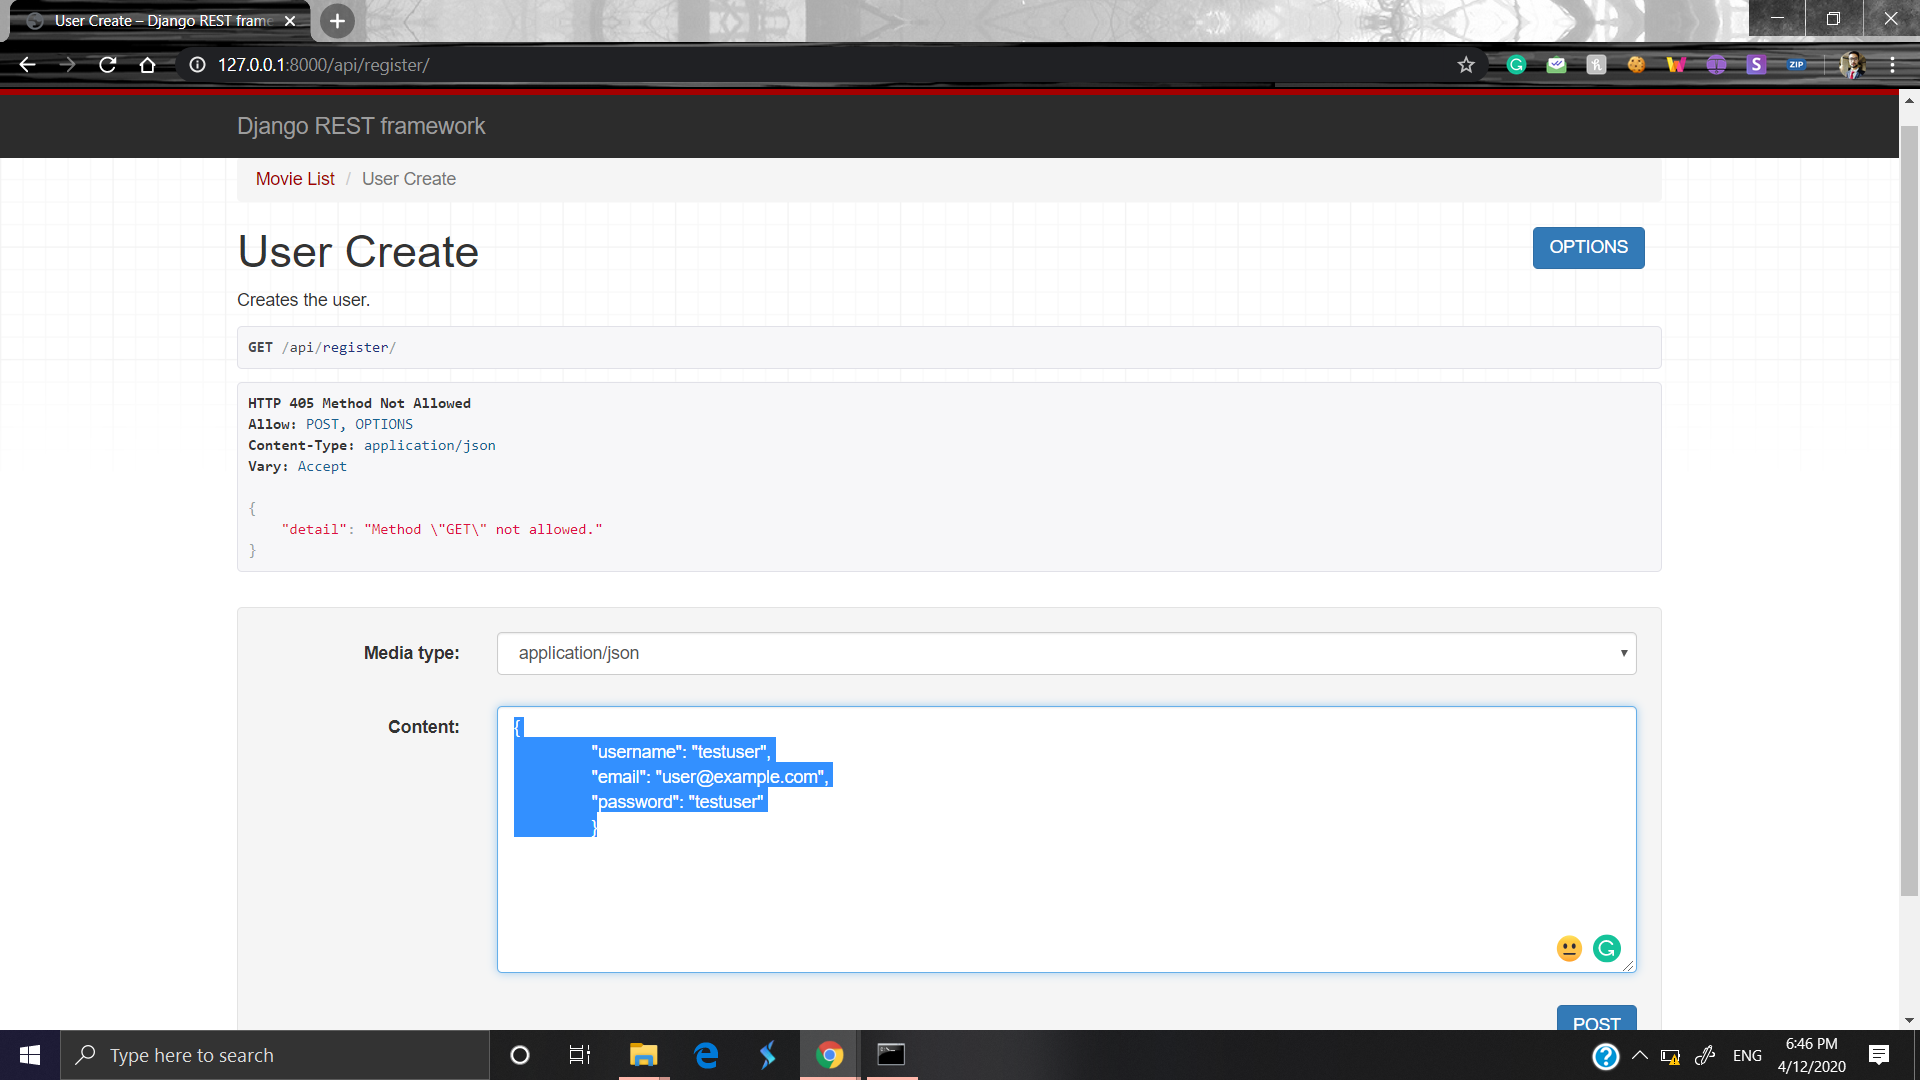 User Create – Django REST fram
127.0.0.1:8000/api/register/
ZIP
Django REST framework
Movie List / User Create
User Create
OPTIONS
Creates the user.
GET /api/register/
HTTP 405 Method Not Allowed
Allow: POST, OPTIONS
Content-Type: application/json
Vary: Accept
{
"detail": "Method \"GET\" not allowed."
}
Media type:
application/json
Content:
{
"username": "testuser",
"email": "user@example.com",
"password": "testuser"
}
POST
Type here to search
ENG
6:46 PM
4/12/2020